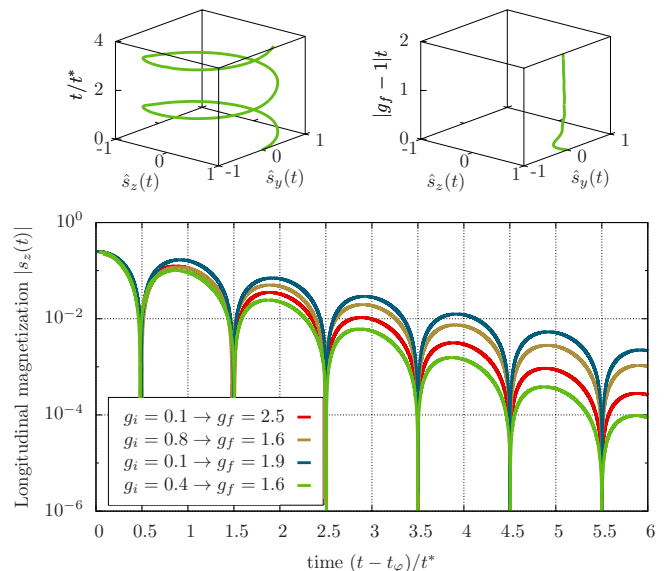 4
2
0
t/t*
-1
0
1
ŝ_z(t)
-1
0
1
ŝ_y(t)
2
1.5
1
0.5
0
|g_f − 1|t
-1
0
1
ŝ_z(t)
-1
0
1
ŝ_y(t)
Longitudinal magnetization |s_z(t)|
10^0
10^−2
10^−4
10^−6
g_i = 0.1 → g_f = 2.5
g_i = 0.8 → g_f = 1.6
g_i = 0.1 → g_f = 1.9
g_i = 0.4 → g_f = 1.6
0 0.5 1 1.5 2 2.5 3 3.5 4 4.5 5 5.5 6
time (t − t_φ)/t*